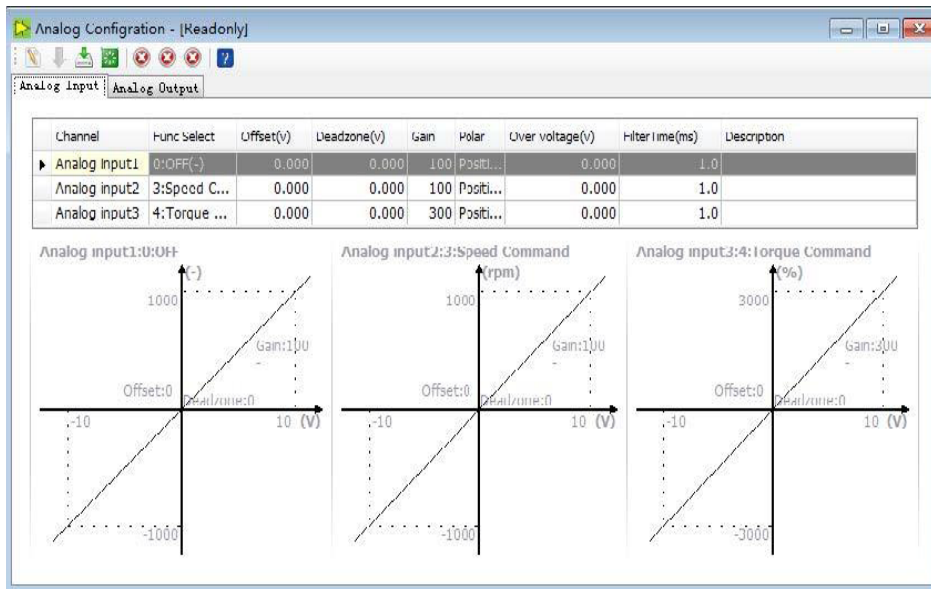 Analog Configration - [Readonly]
Analog Input Analog Output
Channel Func Select Offset(V) Deadzone(V) Gain Polar Over voltage(V) FilterTime(ms) Description
Analog input1 0:OFF(-) 0.000 0.000 100 Positi... 0.000 1.0
Analog input2 3:Speed C... 0.000 0.000 100 Positi... 0.000 1.0
Analog input3 4:Torque ... 0.000 0.000 300 Positi... 0.000 1.0
Analog input1:0:OFF Analog input2:3:Speed Command Analog input3:4:Torque Command
(-) (rpm) (%)
1000 1000 3000
Gain:100 Gain:100 Gain:300
- - -
Offset:0 Offset:0 Offset:0
Deadzone:0 Deadzone:0 Deadzone:0
-10 10 (V) -10 10 (V) -10 10 (V)
-1000 -1000 -3000